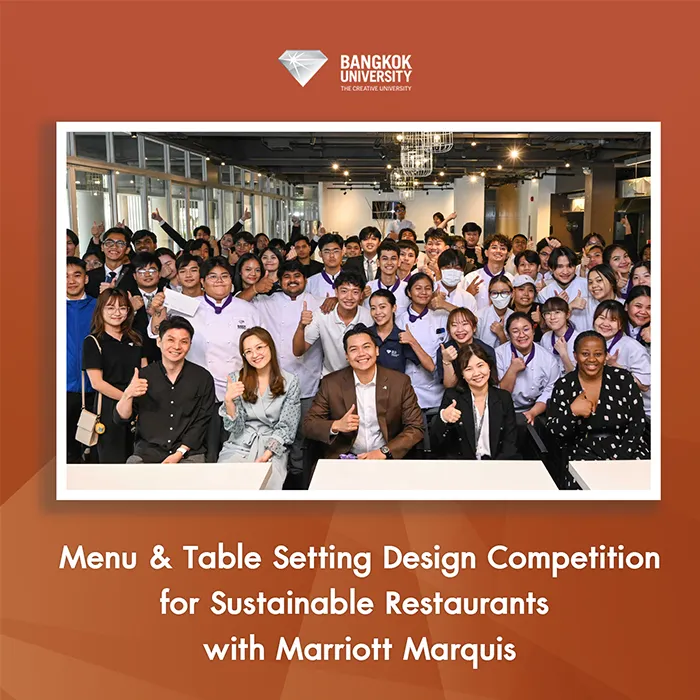 BANGKOK
UNIVERSITY
THE CREATIVE UNIVERSITY
Menu & Table Setting Design Competition
for Sustainable Restaurants
with Marriott Marquis